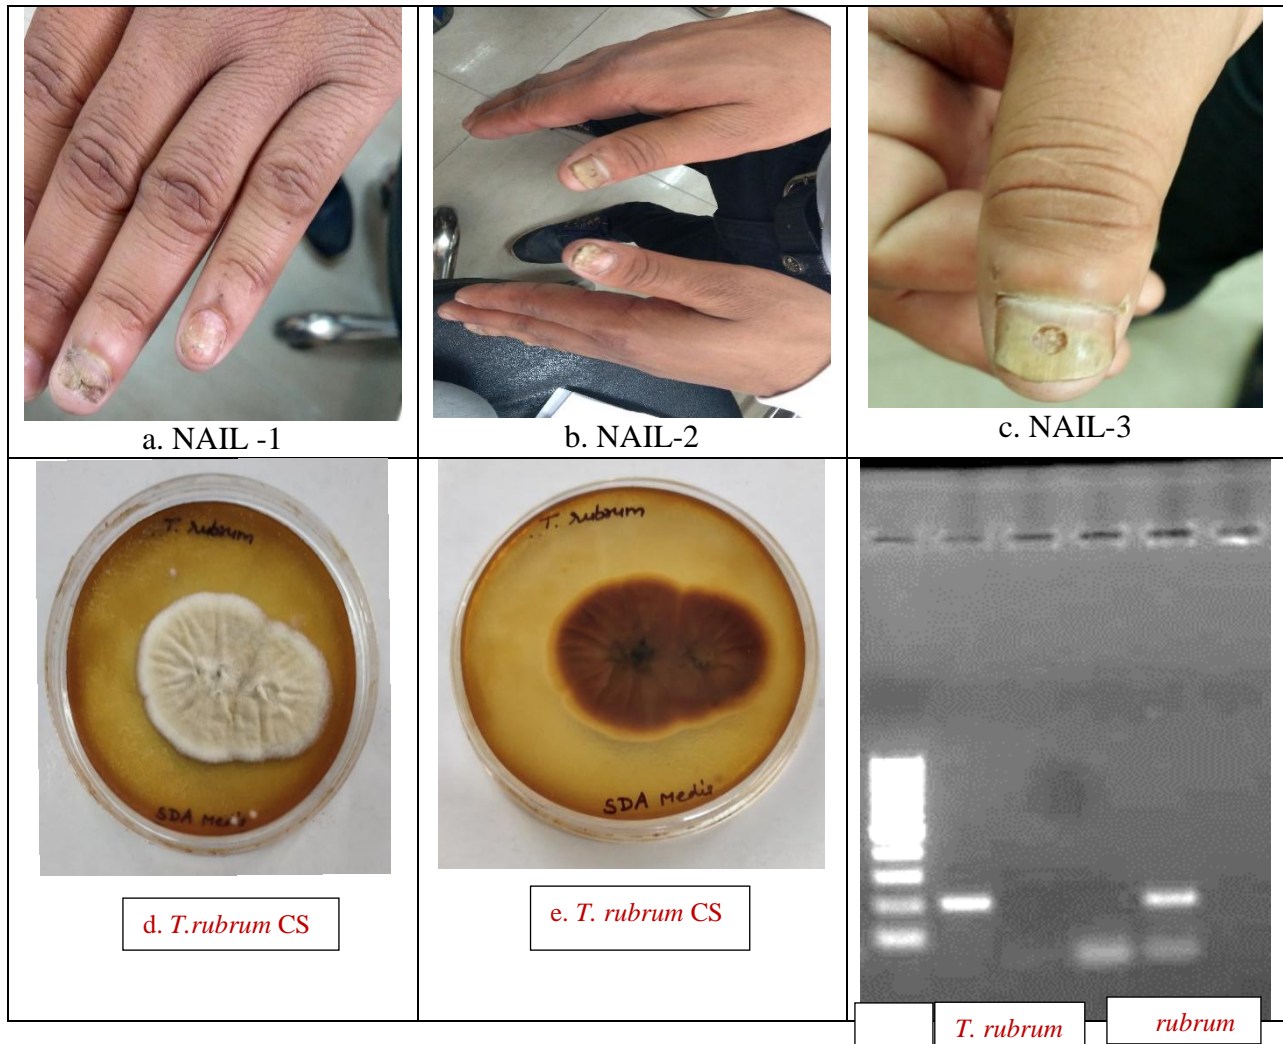 a. NAIL -1
b. NAIL-2
c. NAIL-3
T. rubrum
SDA Media
d. T.rubrum CS
T. rubrum
SDA Media
e. T. rubrum CS
T. rubrum
rubrum